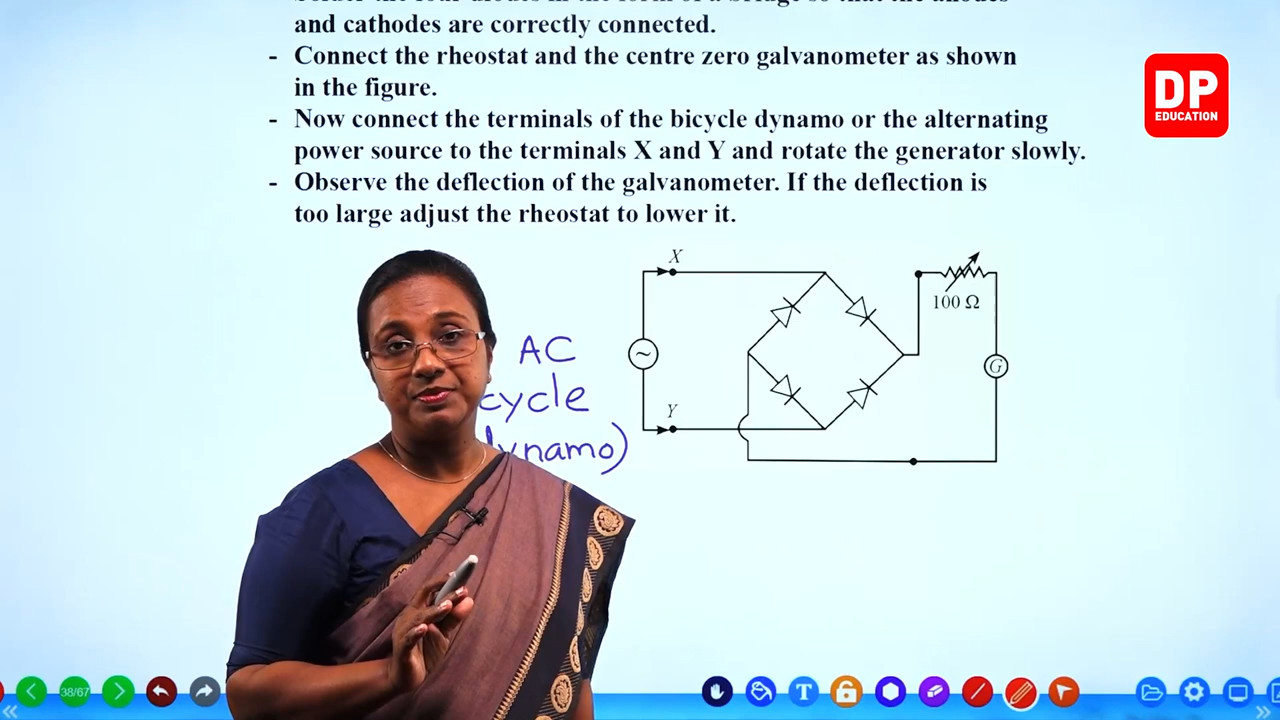 and cathodes are correctly connected.
- Connect the rheostat and the centre zero galvanometer as shown
in the figure.
- Now connect the terminals of the bicycle dynamo or the alternating
power source to the terminals X and Y and rotate the generator slowly.
- Observe the deflection of the galvanometer. If the deflection is
too large adjust the rheostat to lower it.
DP
EDUCATION
X
100 Ω
AC
cycle
~
G
Y
dynamo)
38/67
T